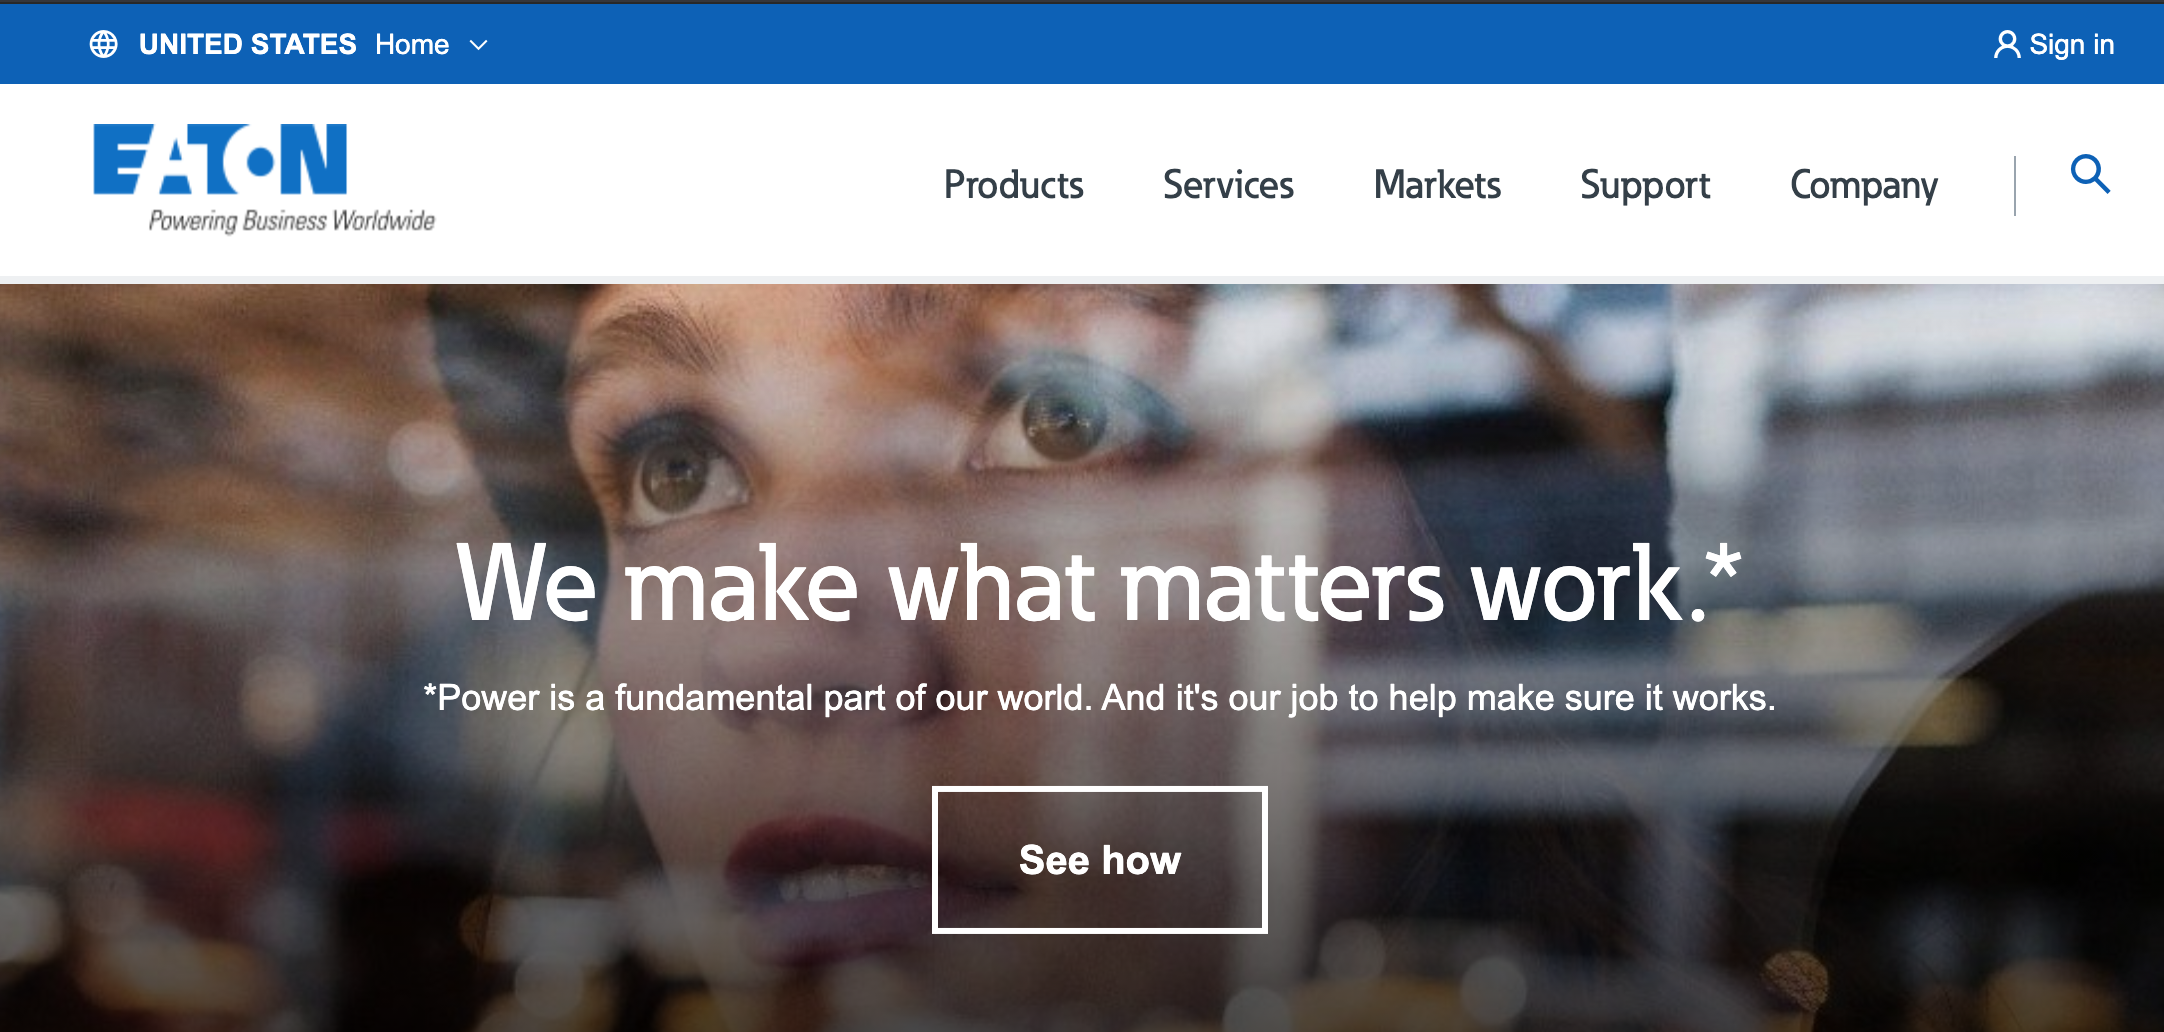 UNITED STATES Home
Sign in
EATON
Powering Business Worldwide
Products Services Markets Support Company
We make what matters work.*
*Power is a fundamental part of our world. And it's our job to help make sure it works.
See how